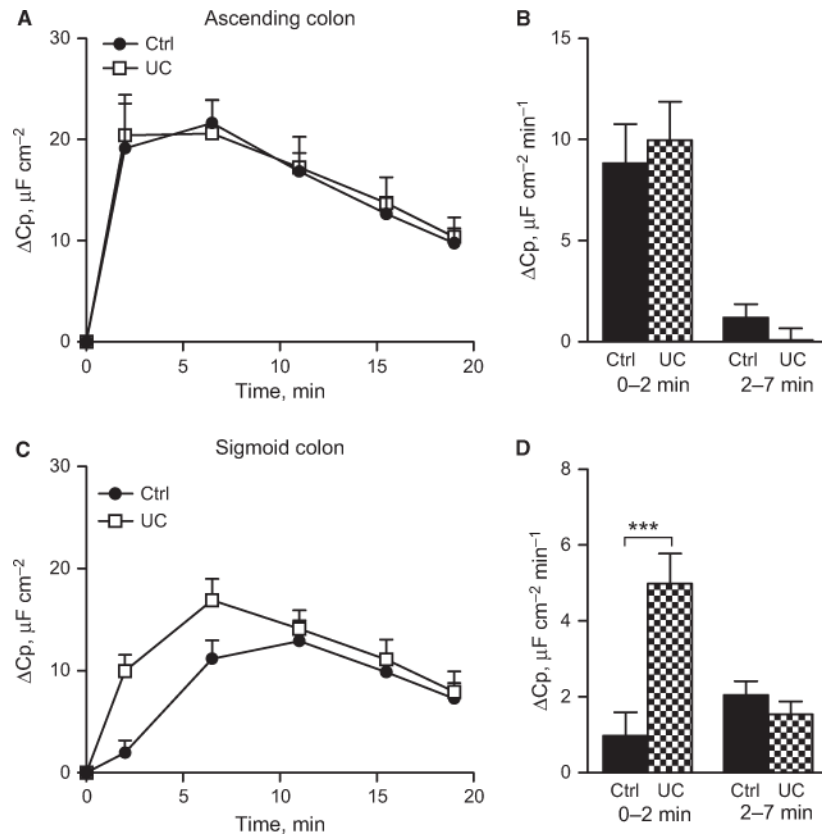 A
Ascending colon
Ctrl
UC
30
20
10
0
ΔCp, µF cm⁻²
0 5 10 15 20
Time, min
B
15
10
5
0
ΔCp, µF cm⁻² min⁻¹
Ctrl UC Ctrl UC
0–2 min 2–7 min
C
Sigmoid colon
Ctrl
UC
30
20
10
0
ΔCp, µF cm⁻²
0 5 10 15 20
Time, min
D
8
6
4
2
0
ΔCp, µF cm⁻² min⁻¹
***
Ctrl UC Ctrl UC
0–2 min 2–7 min